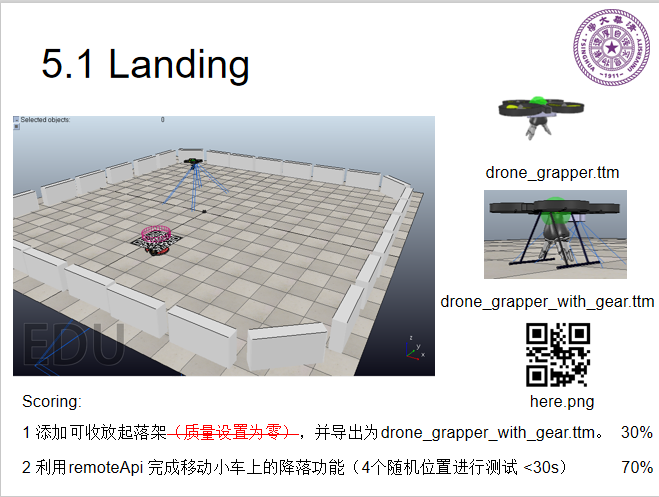 5.1 Landing
Selected objects: 0
EDU
z
y
x
drone_grapper.ttm
drone_grapper_with_gear.ttm
here.png
Scoring:
1 添加可收放起落架（质量设置为零），并导出为drone_grapper_with_gear.ttm。 30%
2 利用remoteApi 完成移动小车上的降落功能（4个随机位置进行测试 <30s） 70%